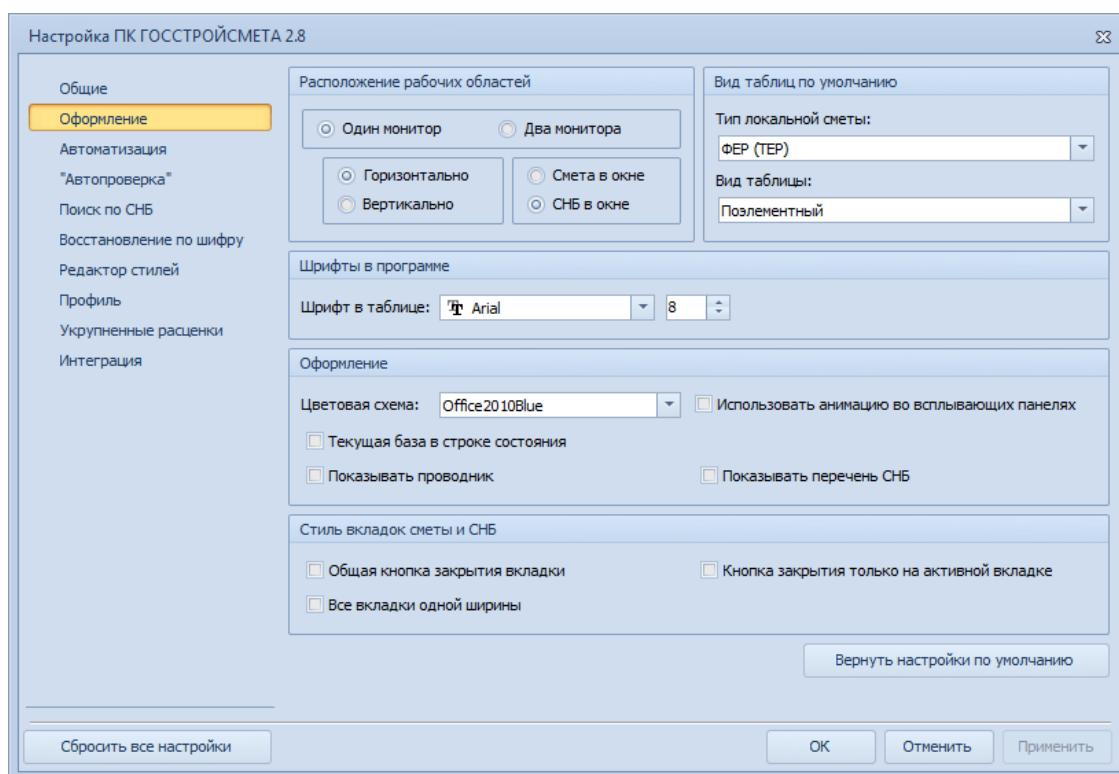 Настройка ПК ГОССТРОЙСМЕТА 2.8
Общие
Оформление
Автоматизация
"Автопроверка"
Поиск по СНБ
Восстановление по шифру
Редактор стилей
Профиль
Укрупненные расценки
Интеграция
Расположение рабочих областей
Один монитор Два монитора
Горизонтально Смета в окне
Вертикально СНБ в окне
Вид таблиц по умолчанию
Тип локальной сметы:
ФЕР (ТЕР)
Вид таблицы:
Поэлементный
Шрифты в программе
Шрифт в таблице: Arial 8
Оформление
Цветовая схема: Office2010Blue Использовать анимацию во всплывающих панелях
Текущая база в строке состояния
Показывать проводник Показывать перечень СНБ
Стиль вкладок сметы и СНБ
Общая кнопка закрытия вкладки Кнопка закрытия только на активной вкладке
Все вкладки одной ширины
Вернуть настройки по умолчанию
Сбросить все настройки ОК Отменить Применить